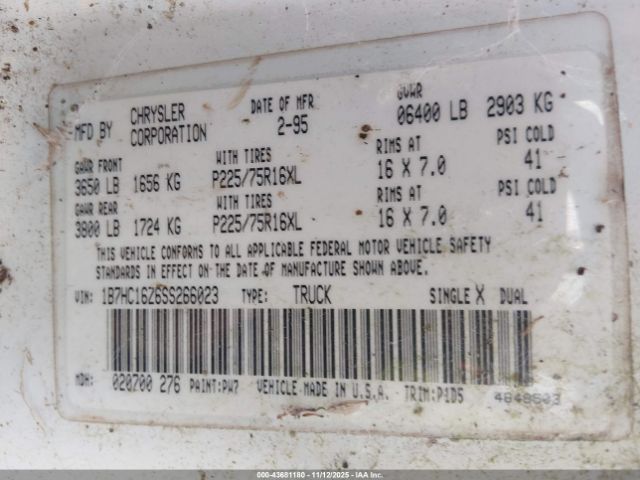 MFD BY CHRYSLER CORPORATION DATE OF MFR 2-95 GVWR 06400 LB 2903 KG
GAWR FRONT WITH TIRES RIMS AT PSI COLD
3650 LB 1656 KG P225/75R16XL 16 X 7.0 41
GAWR REAR WITH TIRES RIMS AT PSI COLD
3800 LB 1724 KG P225/75R16XL 16 X 7.0 41
THIS VEHICLE CONFORMS TO ALL APPLICABLE FEDERAL MOTOR VEHICLE SAFETY
STANDARDS IN EFFECT ON THE DATE OF MANUFACTURE SHOWN ABOVE.
VIN: 1B7HC16Z6SS266023 TYPE: TRUCK SINGLE X DUAL
MDH: 020700 276 PAINT:PW7 VEHICLE MADE IN U.S.A. TRIM:P1D5
000-43681180 - 11/12/2025 - IAAI.COM